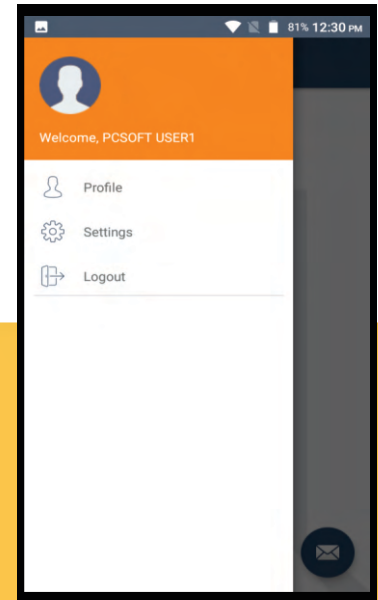 81% 12:30 PM
Welcome, PCSOFT USER1
Profile
Settings
Logout